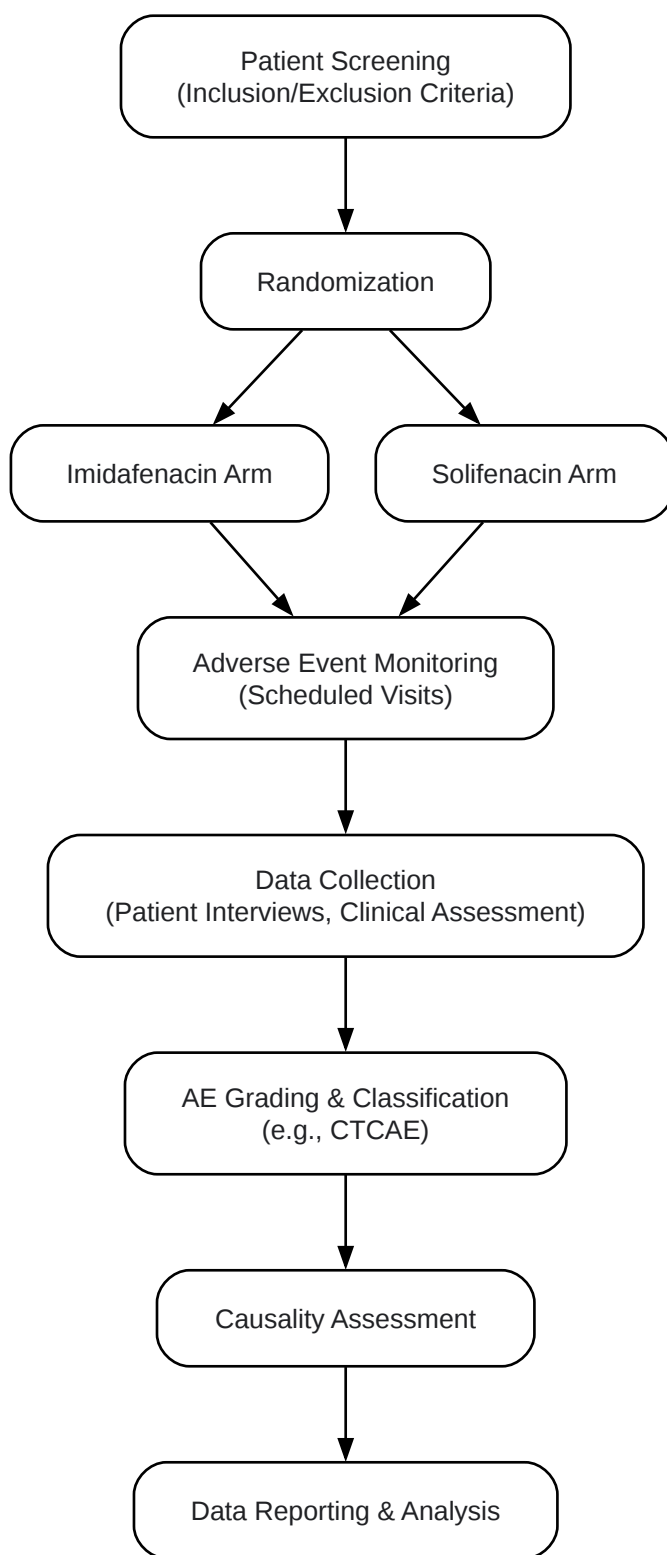 Patient Screening
(Inclusion/Exclusion Criteria)
Randomization
Imidafenacin Arm
Solifenacin Arm
Adverse Event Monitoring
(Scheduled Visits)
Data Collection
(Patient Interviews, Clinical Assessment)
AE Grading & Classification
(e.g., CTCAE)
Causality Assessment
Data Reporting & Analysis